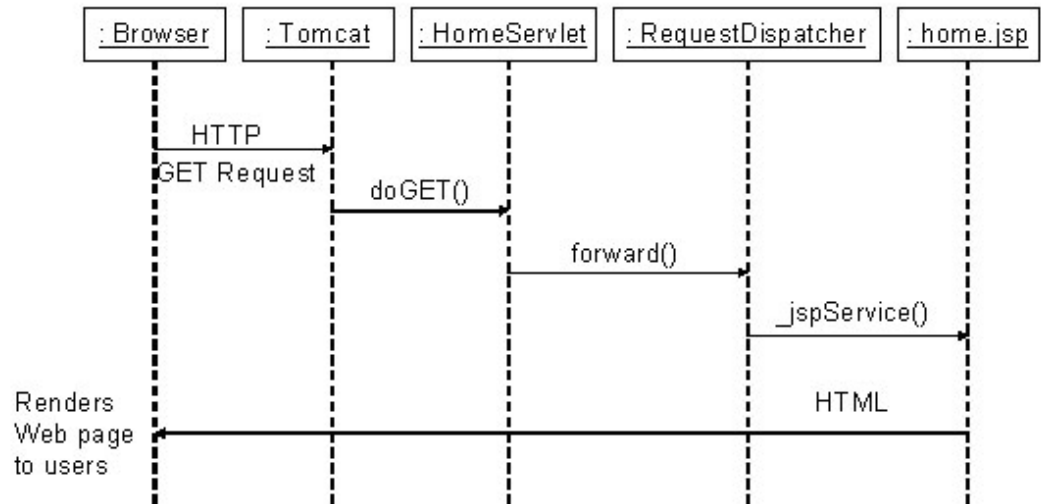 : Browser
: Tomcat
: HomeServlet
: RequestDispatcher
: home.jsp
HTTP
GET Request
doGET()
forward()
_jspService()
HTML
Renders
Web page
to users